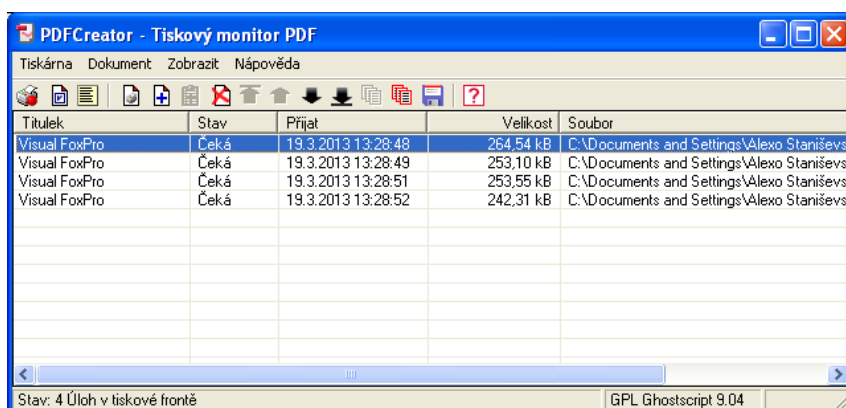 PDFCreator - Tiskový monitor PDF
Tiskárna Dokument Zobrazit Nápověda
Titulek Stav Přijat Velikost Soubor
Visual FoxPro Čeká 19.3.2013 13:28:48 264,54 kB C:\Documents and Settings\Alexo Staniševs
Visual FoxPro Čeká 19.3.2013 13:28:49 253,10 kB C:\Documents and Settings\Alexo Staniševs
Visual FoxPro Čeká 19.3.2013 13:28:51 253,55 kB C:\Documents and Settings\Alexo Staniševs
Visual FoxPro Čeká 19.3.2013 13:28:52 242,31 kB C:\Documents and Settings\Alexo Staniševs
Stav: 4 Úloh v tiskové frontě GPL Ghostscript 9.04